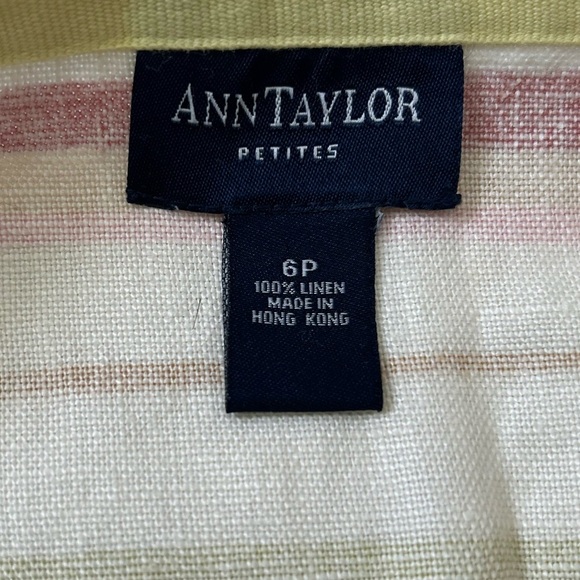 ANNTAYLOR
PETITES
6P
100% LINEN
MADE IN
HONG KONG